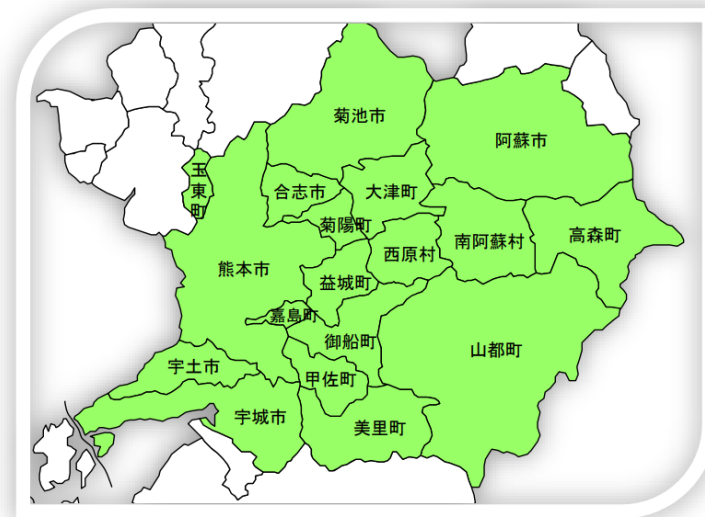 菊池市
阿蘇市
玉東町
合志市
大津町
菊陽町
西原村
南阿蘇村
高森町
熊本市
益城町
嘉島町
御船町
山都町
宇土市
甲佐町
宇城市
美里町